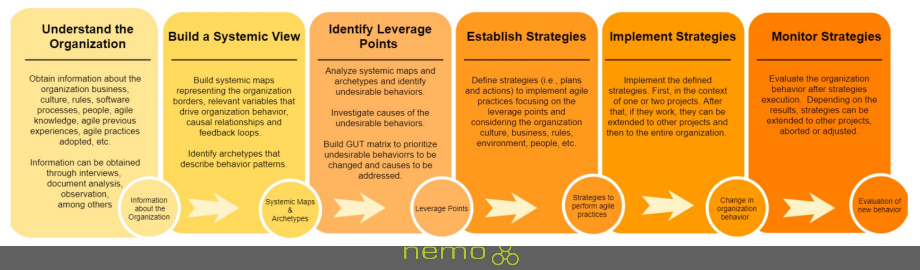 Understand the
Organization
Obtain information about the
organization business,
culture, rules, software
processes, people, agile
knowledge, agile previous
experiences, agile practices
adopted, etc.
Information can be obtained
through interviews,
document analysis,
observation,
among others
Information
about the
Organization
Build a Systemic View
Build systemic maps
representing the organization
borders, relevant variables that
drive organization behavior,
causal relationships and
feedback loops.
Identify archetypes that
describe behavior patterns.
Systemic Maps
&
Archetypes
Identify Leverage
Points
Analyze systemic maps and
archetypes and identify
undesirable behaviors.
Investigate causes of the
undesirable behaviors.
Build GUT matrix to prioritize
undesirable behaviorrs to be
changed and causes to be
addressed.
Leverage Points
Establish Strategies
Define strategies (i.e., plans
and actions) to implement agile
practices focusing on the
leverage points and
considering the organization
culture, business, rules,
environment, people, etc.
Strategies to
perform agile
practices
Implement Strategies
Implement the defined
strategies. First, in the context
of one or two projects. After
that, if they work, they can be
extended to other projects and
then to the entire organization.
Change in
organization
behavior
Monitor Strategies
Evaluate the organization
behavior after strategies
execution. Depending on the
results, strategies can be
extended to other projects,
aborted or adjusted.
Evaluation of
new behavior
nemo